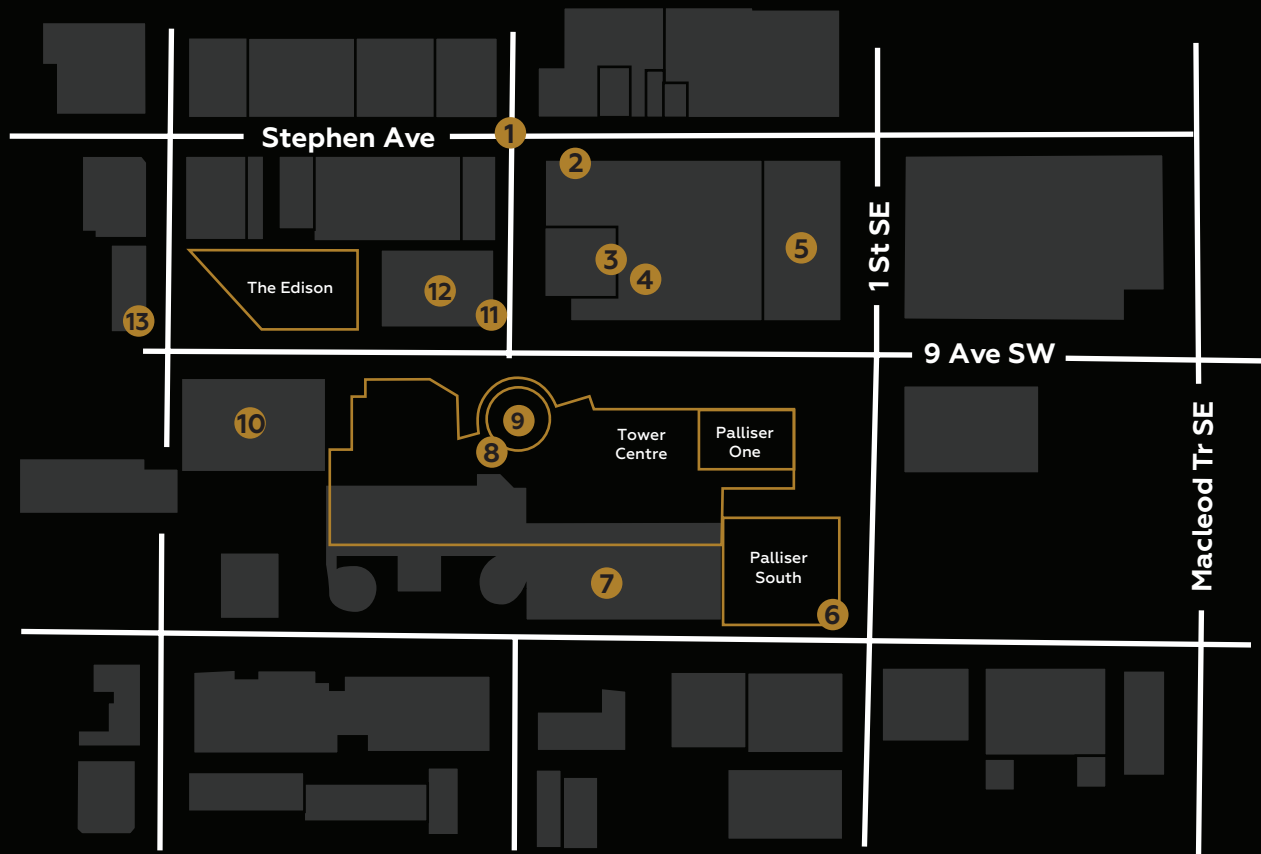 Stephen Ave
1
2
1 St SE
3
4
5
The Edison
12
11
13
9 Ave SW
10
9
8
Tower
Centre
Palliser
One
Macleod Tr SE
7
Palliser
South
6